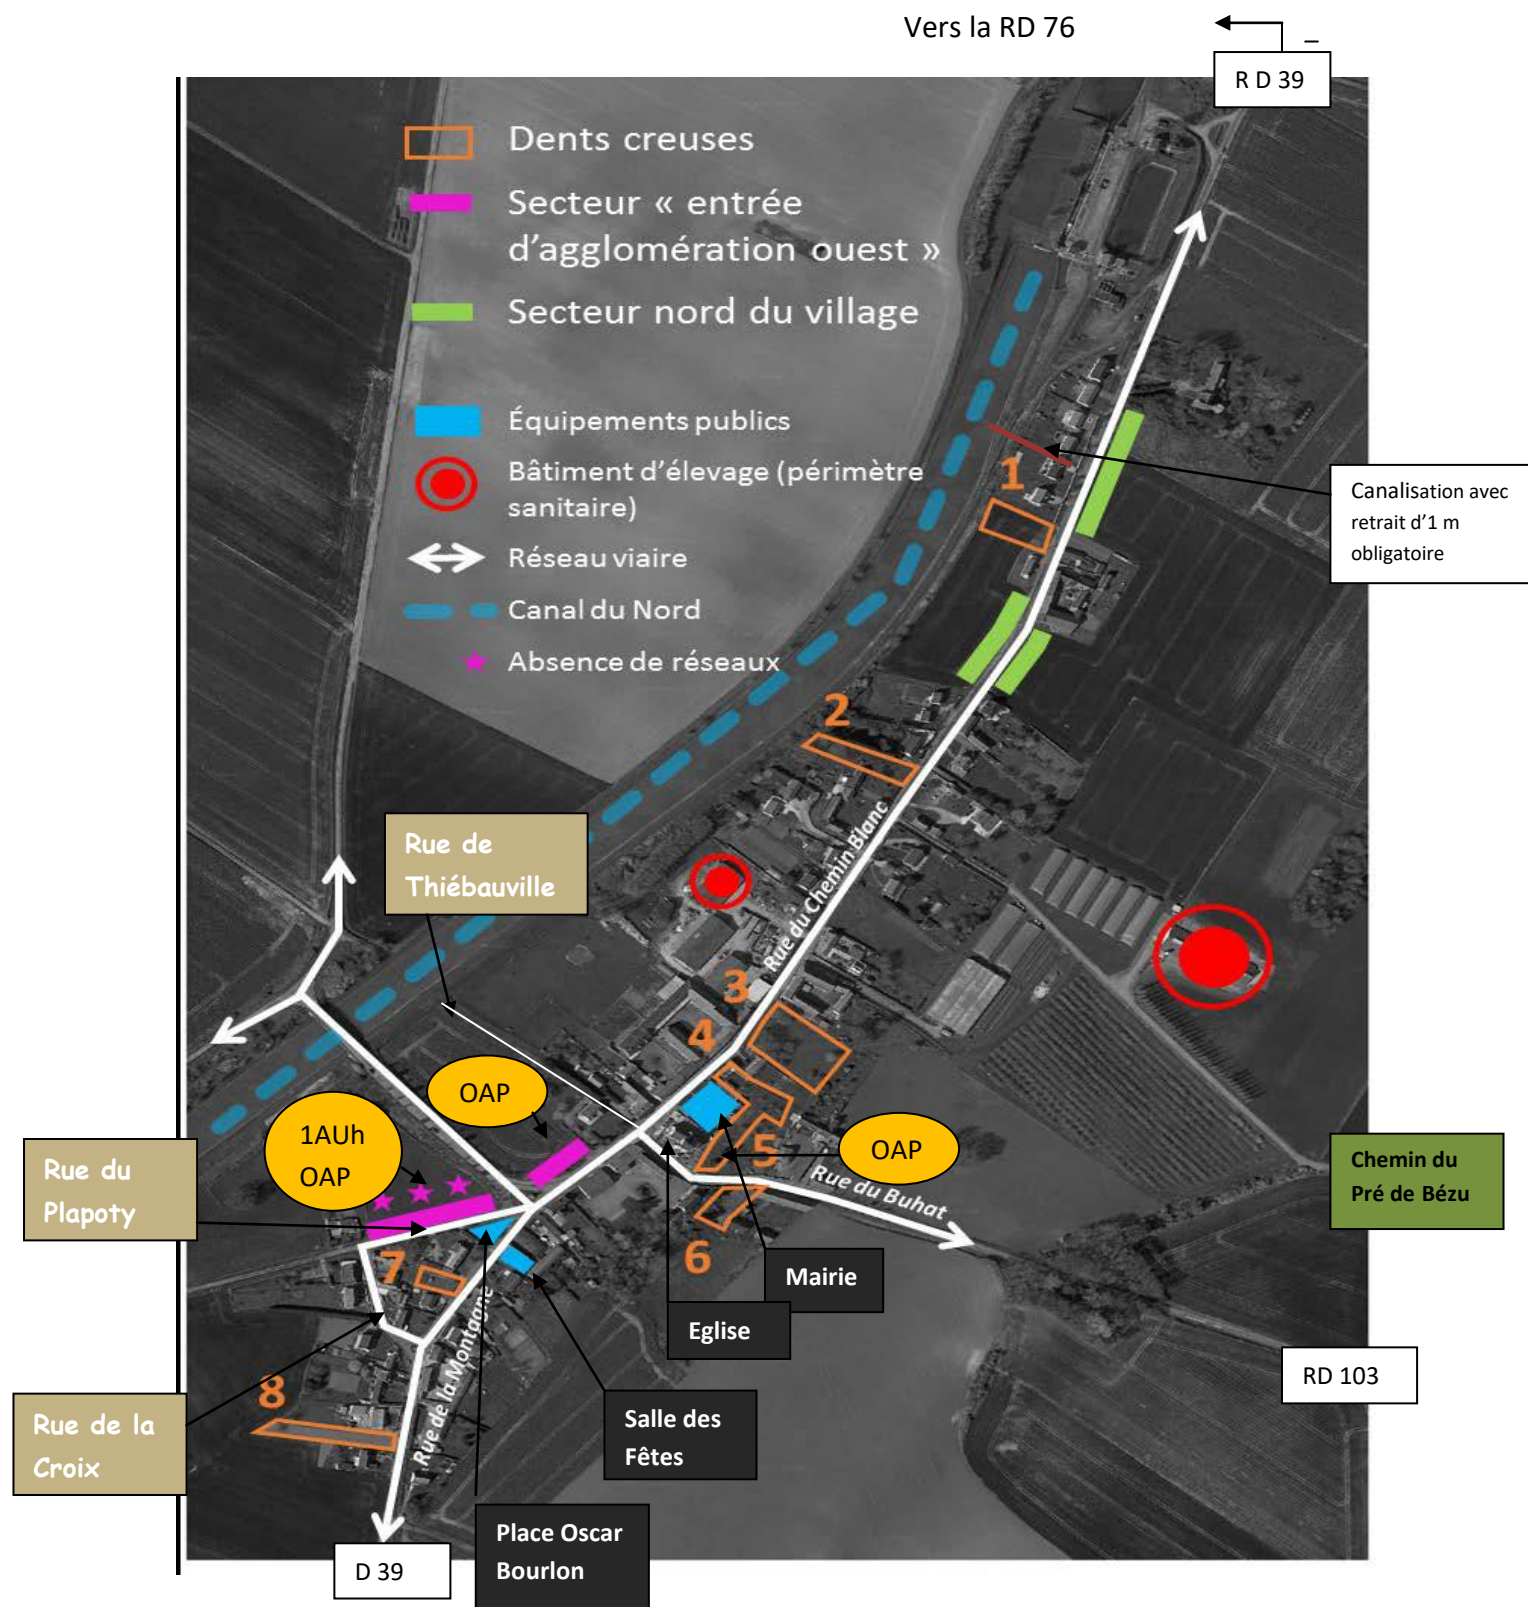 Vers la RD 76
R D 39
Dents creuses
Secteur « entrée
d'agglomération ouest »
Secteur nord du village
Équipements publics
Bâtiment d'élevage (périmètre
sanitaire)
Réseau viaire
Canal du Nord
Absence de réseaux
1
Canalisation avec
retrait d'1 m
obligatoire
2
Rue de
Thiébauville
Rue du Chemin Blanc
3
4
OAP
1AUh
OAP
5
OAP
Rue du
Plapoty
Chemin du
Pré de Bézu
Rue du Buhat
6
7
Mairie
Eglise
RD 103
Rue de la Montagne
8
Rue de la
Croix
Salle des
Fêtes
Place Oscar
Bourlon
D 39